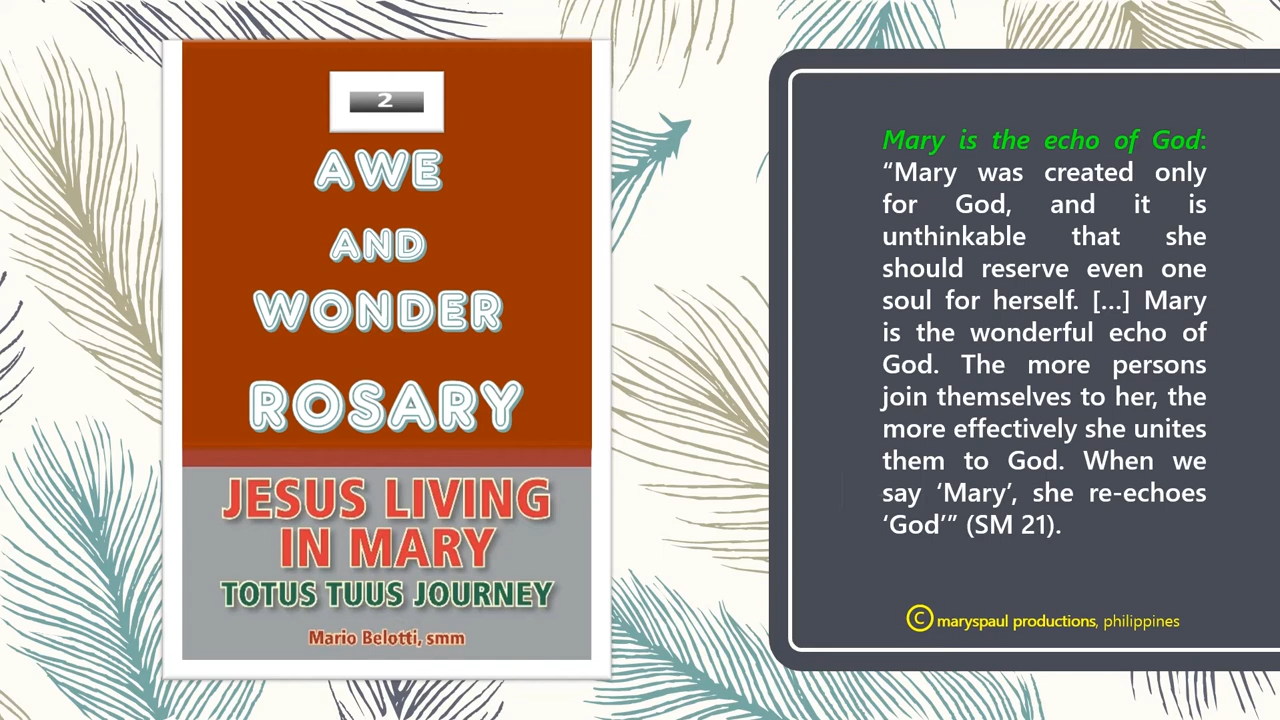 2
AWE
AND
WONDER
ROSARY
JESUS LIVING
IN MARY
TOTUS TUUS JOURNEY
Mario Belotti, smm
Mary is the echo of God:
“Mary was created only
for God, and it is
unthinkable that she
should reserve even one
soul for herself. […] Mary
is the wonderful echo of
God. The more persons
join themselves to her, the
more effectively she unites
them to God. When we
say ‘Mary’, she re-echoes
‘God’” (SM 21).
© maryspaul productions, philippines